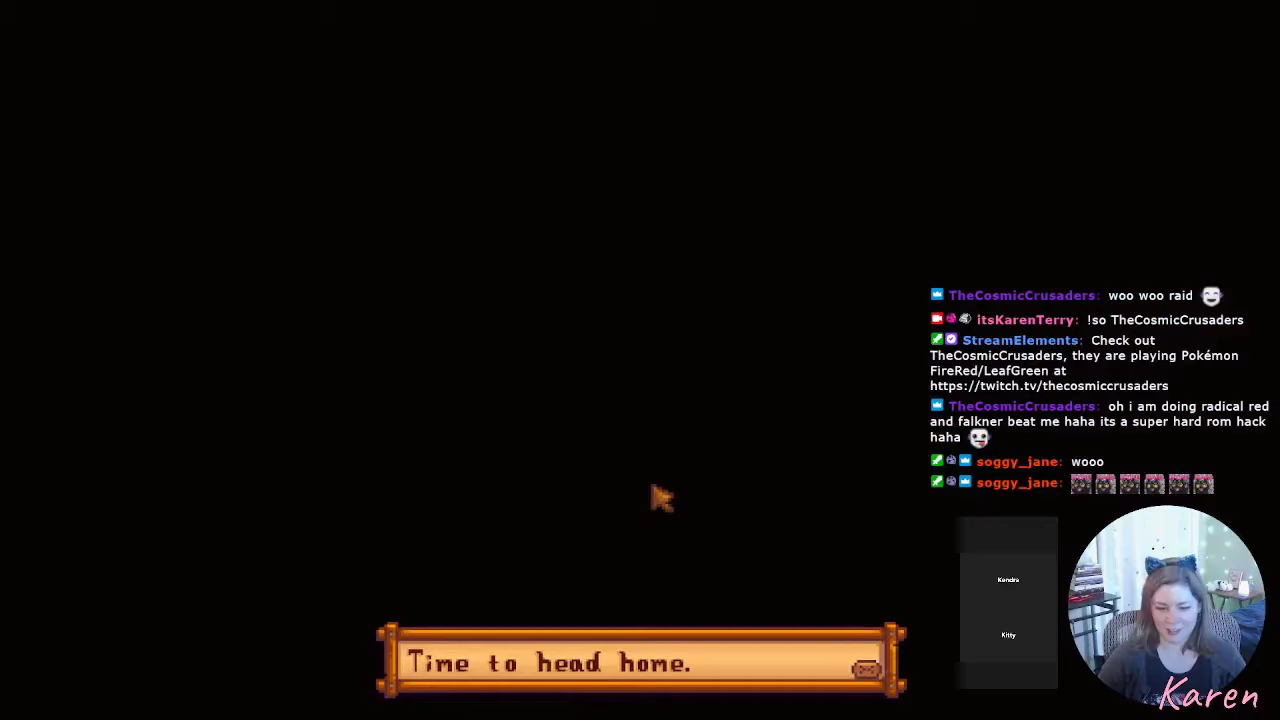 TheCosmicCrusaders: woo woo raid
itsKarenTerry: !so TheCosmicCrusaders
StreamElements: Check out
TheCosmicCrusaders, they are playing Pokémon
FireRed/LeafGreen at
https://twitch.tv/thecosmiccrusaders
TheCosmicCrusaders: oh i am doing radical red
and falkner beat me haha its a super hard rom hack
haha
soggy_jane: wooo
soggy_jane:
Kendra
Kitty
Time to head home.
Karen